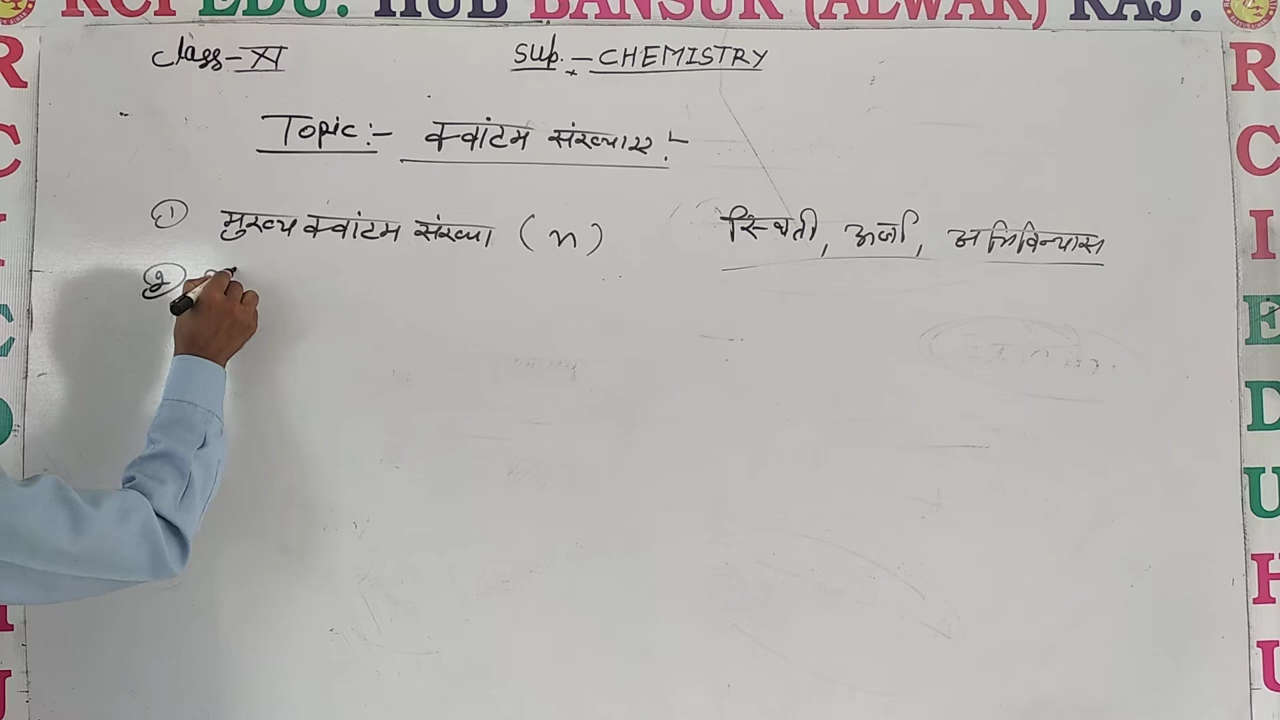 RCI EDU. HUB BANSUR (ALWAR) RAJ.
Class - XI Sub. - CHEMISTRY
Topic:- क्वांटम संख्याए :-
① मुख्य क्वांटम संख्या (n) स्थिती, ऊर्जा, अभिविन्यास
②
R
C
I
E
D
U
H
U
R
C